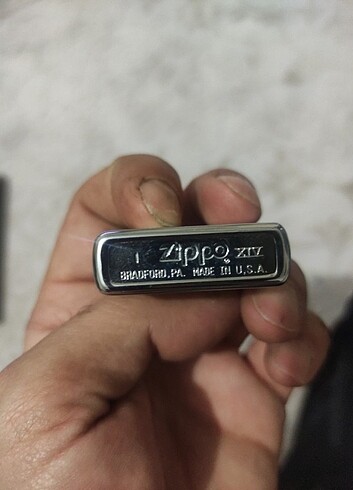 I Zippo® XIV
BRADFORD,PA. MADE IN U.S.A.